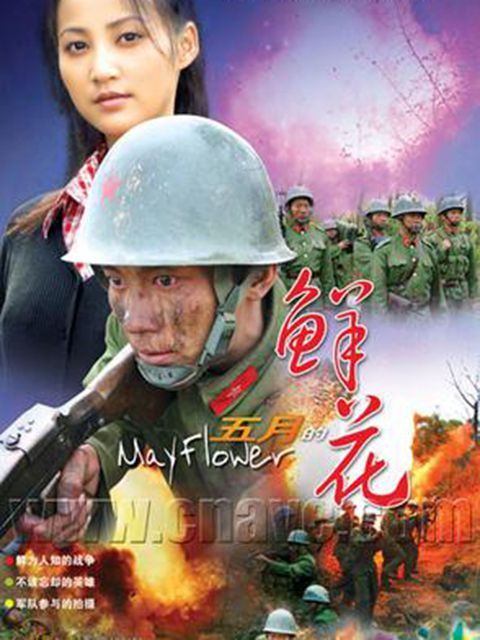 五月的
鲜花
MayFlower
www.cnave.com
鲜为人知的战争
不该忘却的英雄
军队参与的拍摄